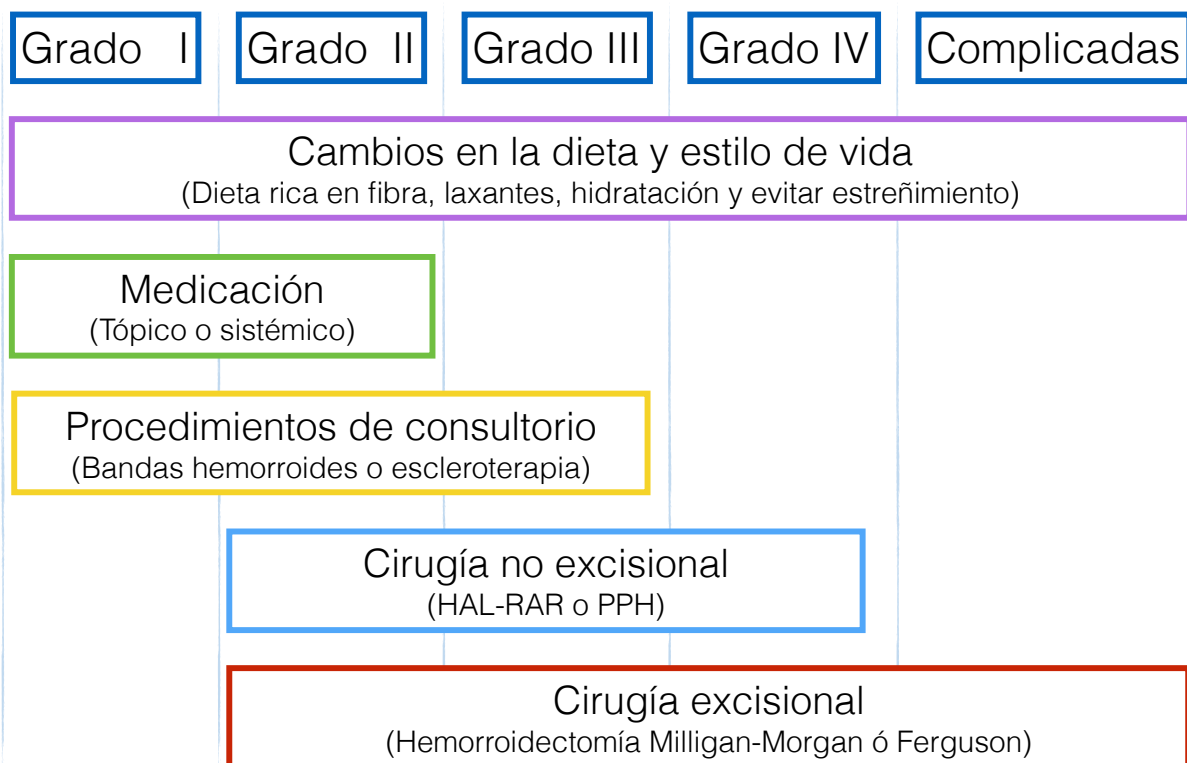 Grado I Grado II Grado III Grado IV Complicadas
Cambios en la dieta y estilo de vida
(Dieta rica en fibra, laxantes, hidratación y evitar estreñimiento)
Medicación
(Tópico o sistémico)
Procedimientos de consultorio
(Bandas hemorroides o escleroterapia)
Cirugía no excisional
(HAL-RAR o PPH)
Cirugía excisional
(Hemorroidectomía Milligan-Morgan ó Ferguson)